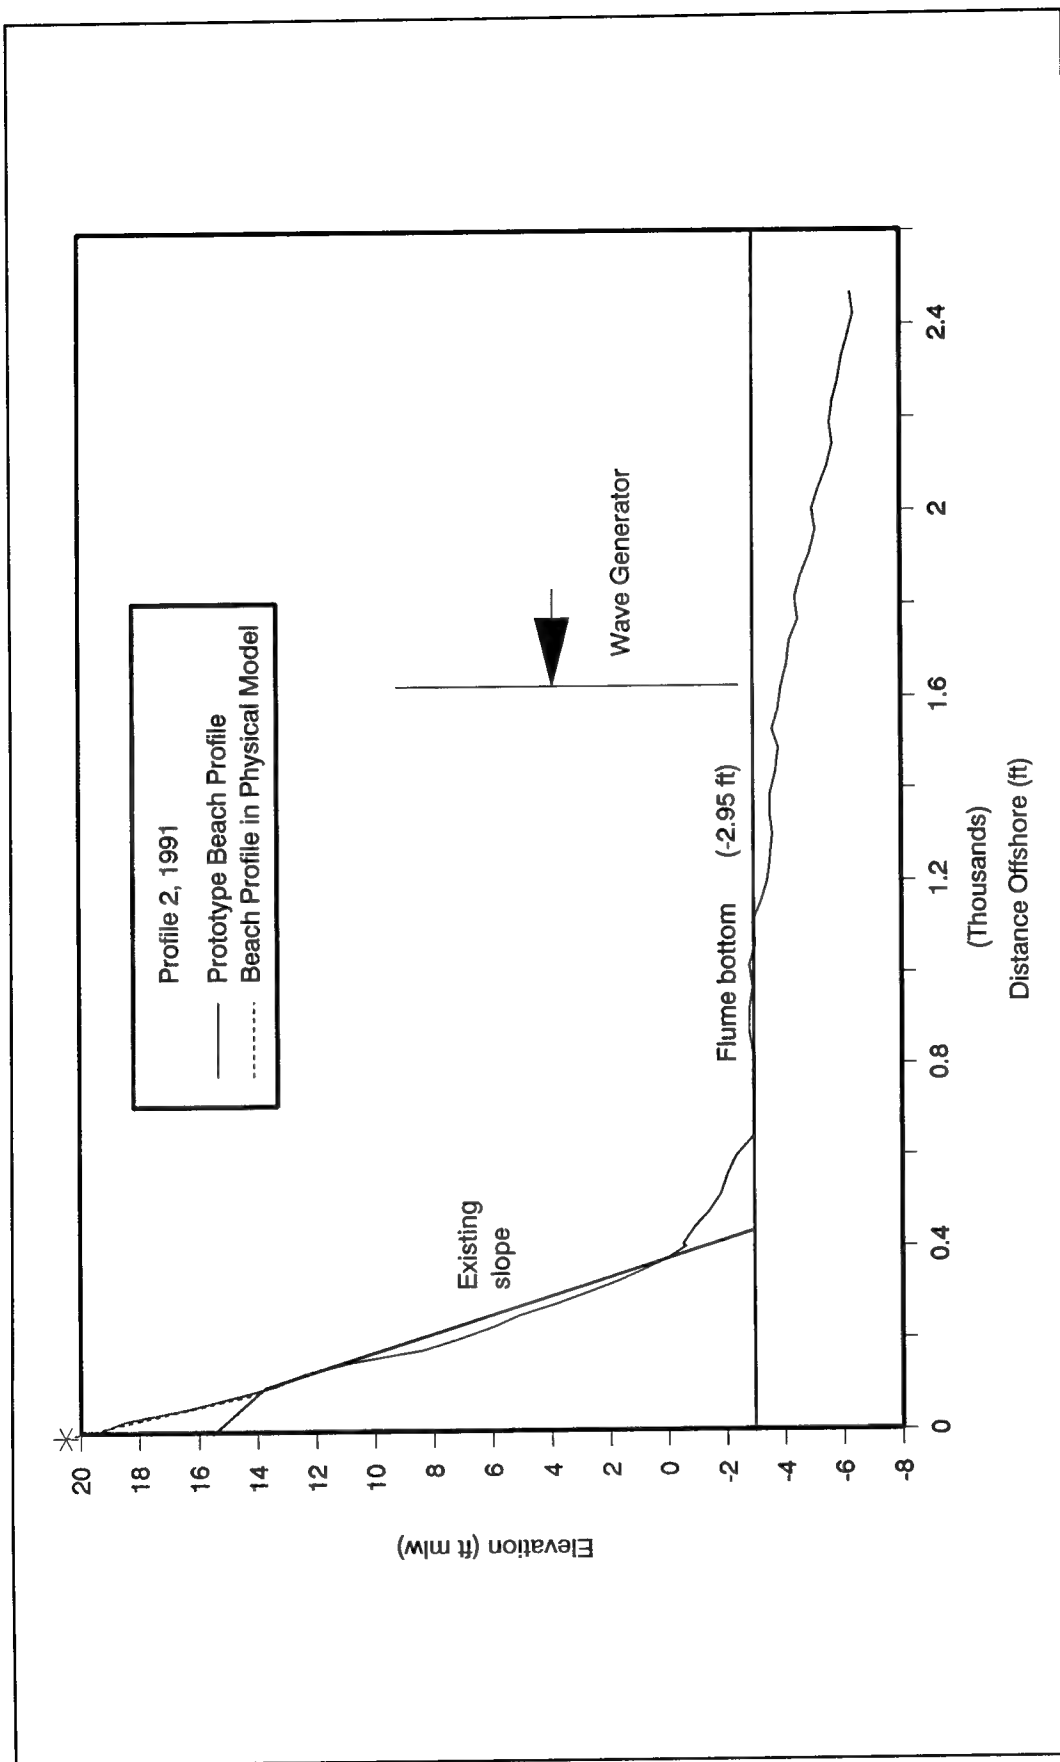 Profile 2, 1991
Prototype Beach Profile
Beach Profile in Physical Model
Existing
slope
Wave Generator
Flume bottom (-2.95 ft)
Elevation (ft mlw)
20
18
16
14
12
10
8
6
4
2
0
-2
-4
-6
-8
0
0.4
0.8
1.2
1.6
2
2.4
(Thousands)
Distance Offshore (ft)